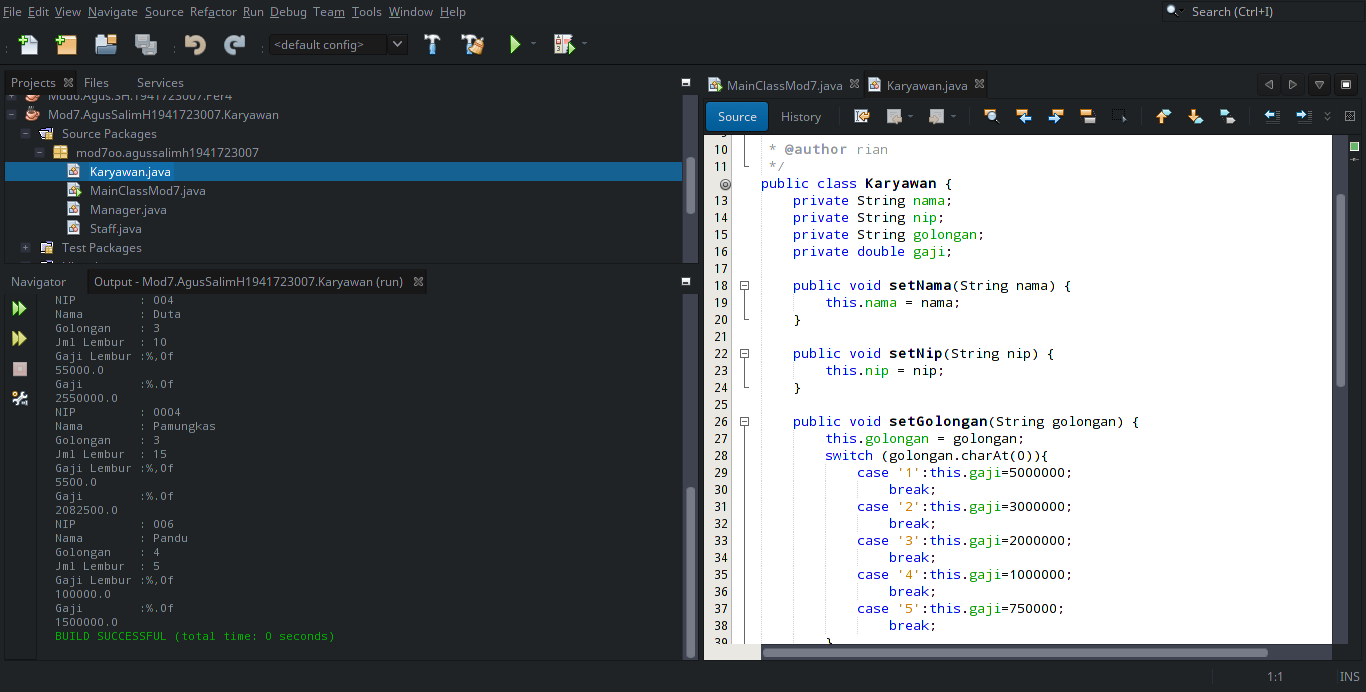 File Edit View Navigate Source Refactor Run Debug Team Tools Window Help
Search (Ctrl+I)
<default config>
Projects Files Services
Modo.Agus.SH.1941723007.Per4
Mod7.AgusSalimH1941723007.Karyawan
Source Packages
mod7oo.agussalimh1941723007
Karyawan.java
MainClassMod7.java
Manager.java
Staff.java
Test Packages
Navigator Output - Mod7.AgusSalimH1941723007.Karyawan (run)
NIP : 004
Nama : Duta
Golongan : 3
Jml Lembur : 10
Gaji Lembur :%,0f
55000.0
Gaji :%.0f
2550000.0
NIP : 0004
Nama : Pamungkas
Golongan : 3
Jml Lembur : 15
Gaji Lembur :%,0f
5500.0
Gaji :%.0f
2082500.0
NIP : 006
Nama : Pandu
Golongan : 4
Jml Lembur : 5
Gaji Lembur :%,0f
100000.0
Gaji :%.0f
1500000.0
BUILD SUCCESSFUL (total time: 0 seconds)
MainClassMod7.java Karyawan.java
Source History
10 * @author rian
11 */
public class Karyawan {
13 private String nama;
14 private String nip;
15 private String golongan;
16 private double gaji;
17
18 public void setNama(String nama) {
19 this.nama = nama;
20 }
21
22 public void setNip(String nip) {
23 this.nip = nip;
24 }
25
26 public void setGolongan(String golongan) {
27 this.golongan = golongan;
28 switch (golongan.charAt(0)){
29 case '1':this.gaji=5000000;
30 break;
31 case '2':this.gaji=3000000;
32 break;
33 case '3':this.gaji=2000000;
34 break;
35 case '4':this.gaji=1000000;
36 break;
37 case '5':this.gaji=750000;
38 break;
39 }
1:1 INS